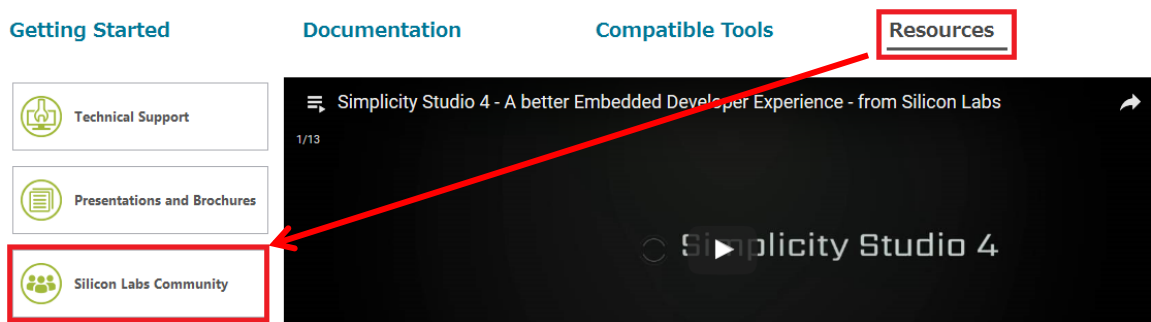 Getting Started
Documentation
Compatible Tools
Resources
Technical Support
Presentations and Brochures
Silicon Labs Community
Simplicity Studio 4 - A better Embedded Developer Experience - from Silicon Labs
1/13
Simplicity Studio 4